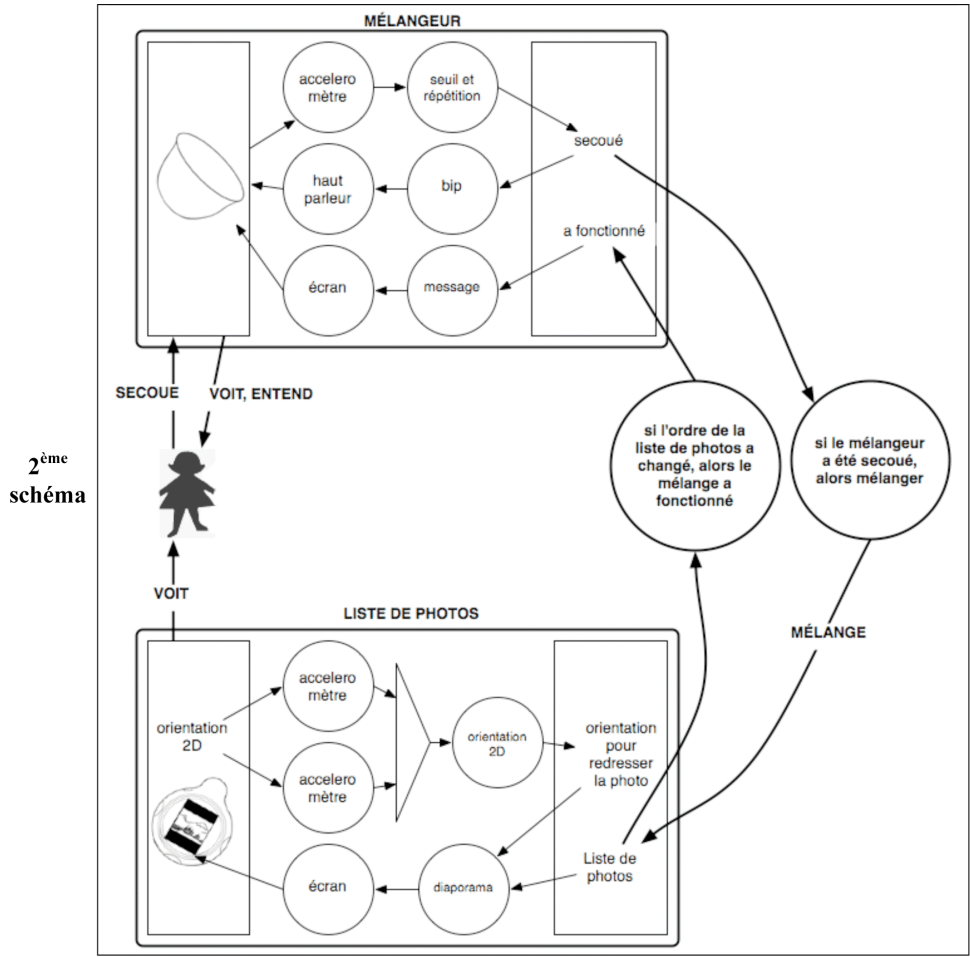 MÉLANGEUR
accelero
mètre
seuil et
répétition
secoué
haut
parleur
bip
a fonctionné
écran
message
SECOUE
VOIT, ENTEND
si l'ordre de la
liste de photos a
changé, alors le
mélange a
fonctionné
si le mélangeur
a été secoué,
alors mélanger
2ème
schéma
VOIT
LISTE DE PHOTOS
MÉLANGE
accelero
mètre
orientation
2D
orientation
2D
orientation
pour
redresser
la photo
accelero
mètre
écran
diaporama
Liste de
photos